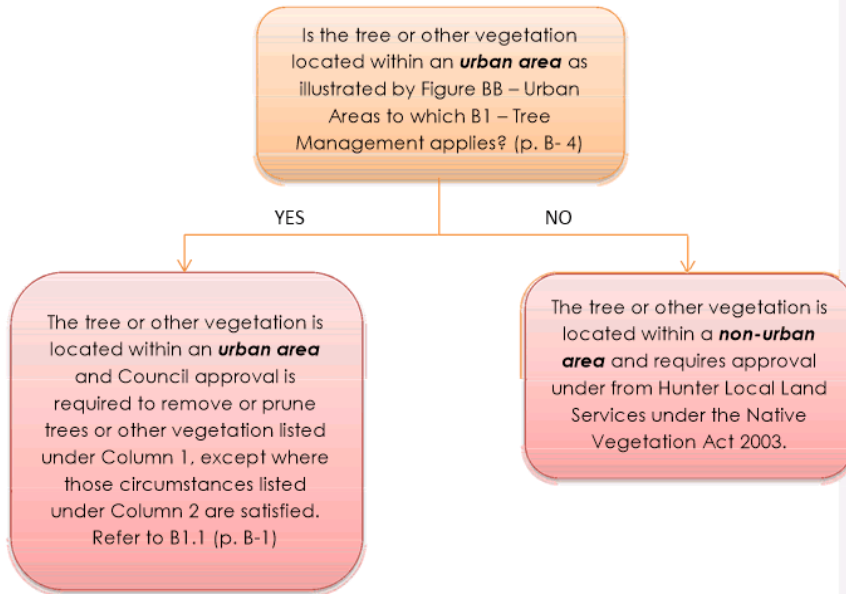 Is the tree or other vegetation
located within an urban area as
illustrated by Figure BB – Urban
Areas to which B1 – Tree
Management applies? (p. B- 4)
YES
NO
The tree or other vegetation is
located within an urban area
and Council approval is
required to remove or prune
trees or other vegetation listed
under Column 1, except where
those circumstances listed
under Column 2 are satisfied.
Refer to B1.1 (p. B-1)
The tree or other vegetation is
located within a non-urban
area and requires approval
under from Hunter Local Land
Services under the Native
Vegetation Act 2003.